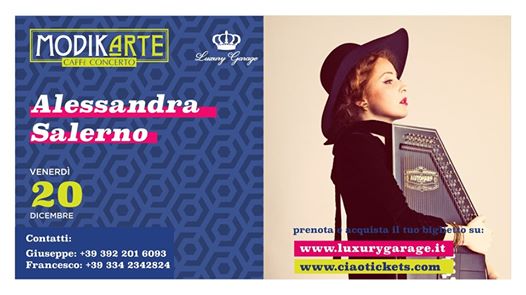 MODIKARTE
CAFFÈ CONCERTO
Luxury Garage
Alessandra
Salerno
VENERDÌ
20
DICEMBRE
Contatti:
Giuseppe: +39 392 201 6093
Francesco: +39 334 2342824
AUTOHARP
prenota e acquista il tuo biglietto su:
www.luxurygarage.it
www.ciaotickets.com